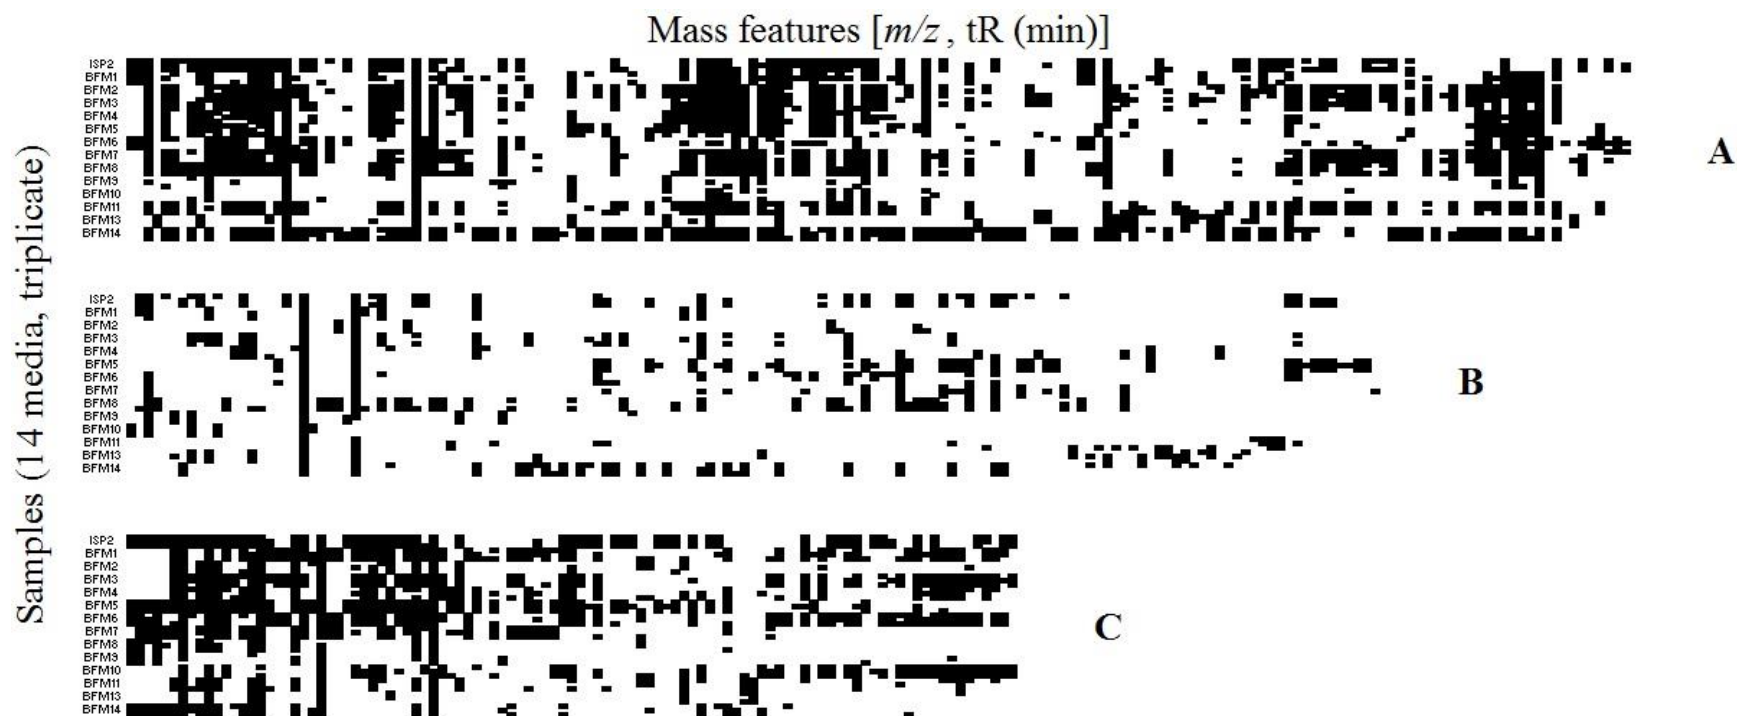 Mass features [m/z, tR (min)]
Samples (14 media, triplicate)
ISP2
BFM1
BFM2
BFM3
BFM4
BFM5
BFM6
BFM7
BFM8
BFM9
BFM10
BFM11
BFM13
BFM14
A
ISP2
BFM1
BFM2
BFM3
BFM4
BFM5
BFM6
BFM7
BFM8
BFM9
BFM10
BFM11
BFM13
BFM14
B
ISP2
BFM1
BFM2
BFM3
BFM4
BFM5
BFM6
BFM7
BFM8
BFM9
BFM10
BFM11
BFM13
BFM14
C